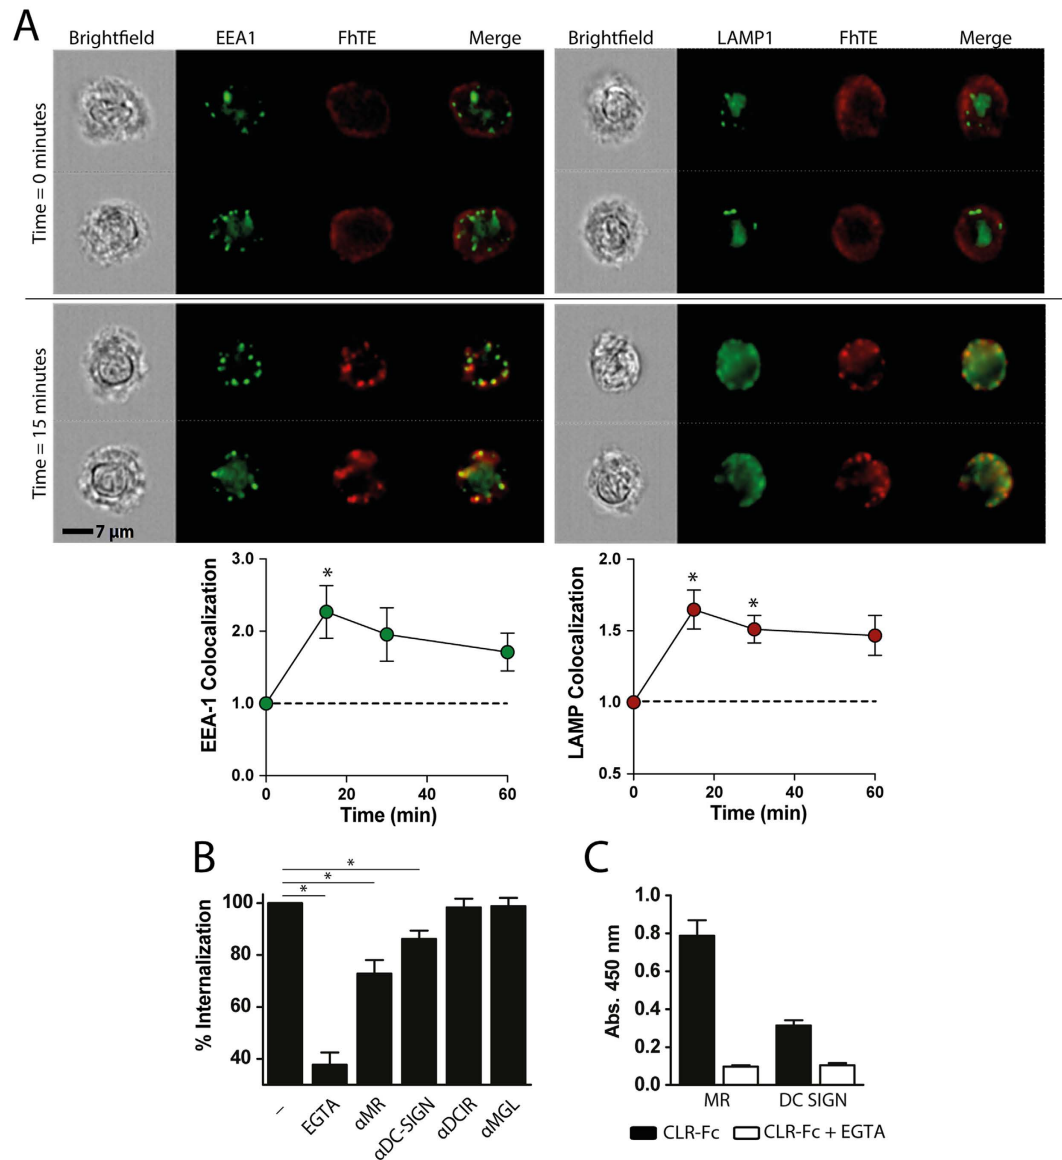 A
Brightfield EEA1 FhTE Merge
Brightfield LAMP1 FhTE Merge
Time = 0 minutes
Time = 15 minutes
7 µm
EEA-1 Colocalization
3.0
2.0
1.0
0.0
*
0 20 40 60
Time (min)
LAMP Colocalization
2.0
1.5
1.0
0.5
* *
0 20 40 60
Time (min)
B
% Internalization
100
80
60
40
*
*
*
– EGTA αMR αDC-SIGN αDCIR αMGL
C
Abs. 450 nm
1.0
0.8
0.6
0.4
0.2
0.0
MR DC SIGN
CLR-Fc CLR-Fc + EGTA